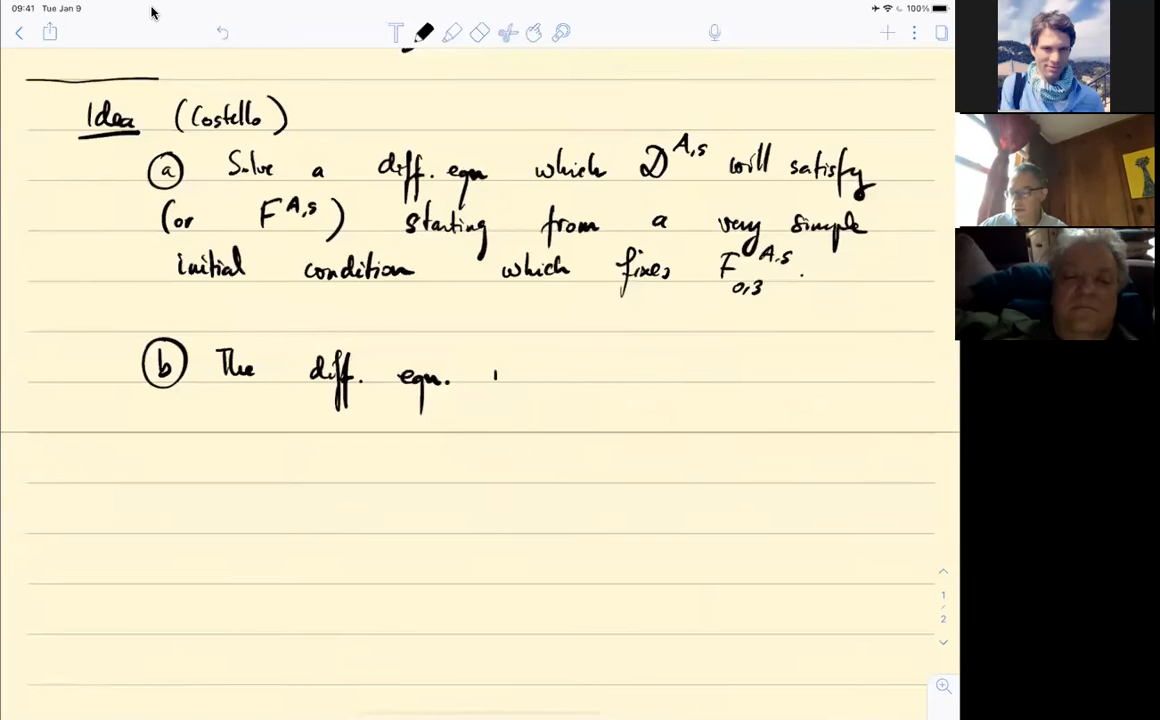 09:41 Tue Jan 9
100%
Idea (Costello)
a Solve a diff. eqn which D^A,s will satisfy
(or F^A,s) starting from a very simple
initial condition which fixes F_0,3^A,s.
b The diff. eqn.
1
/
2